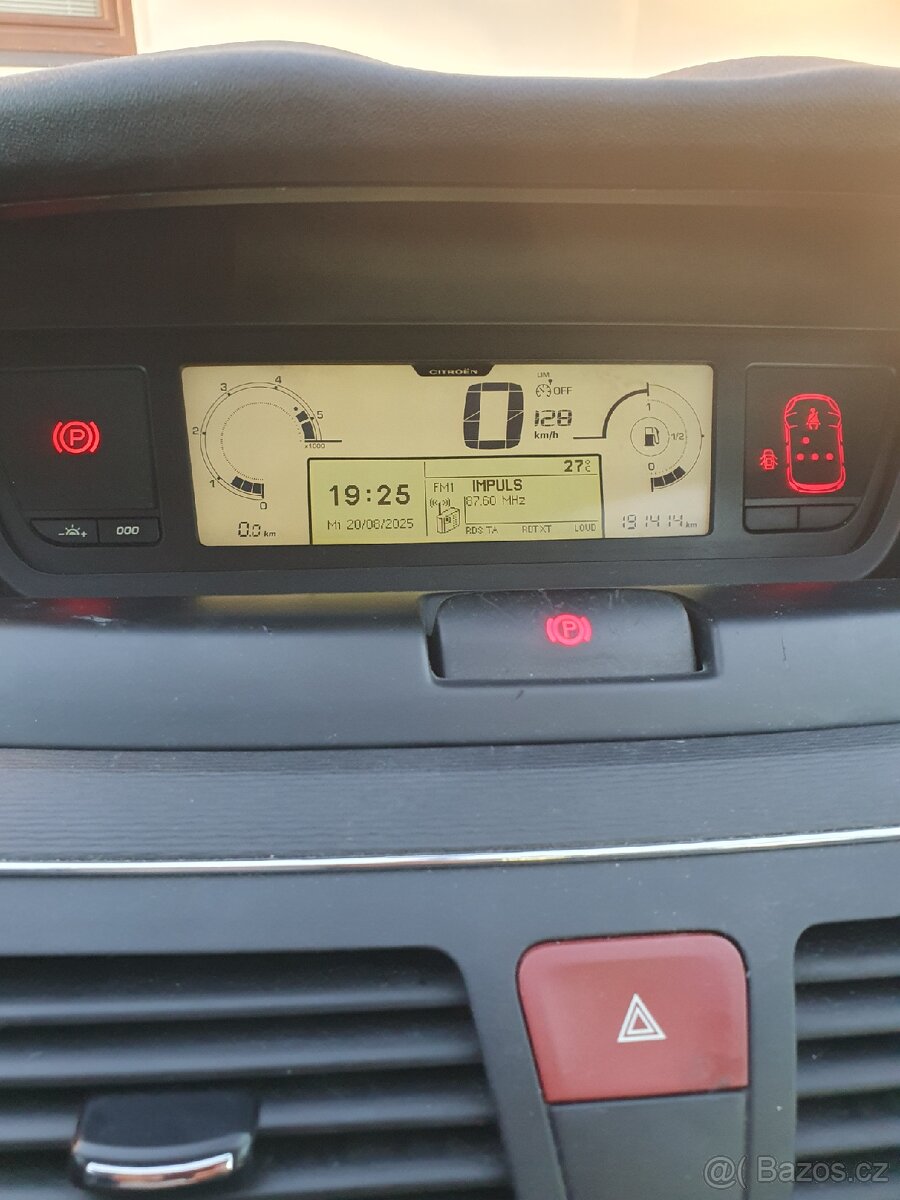 CITROËN
3 4
2 5
1 x1000
0
0.0 km
0
LIM
OFF
128
km/h
1
1/2
0
191414 km
27°C
19:25
Mi 20/08/2025
FM1 IMPULS
87.60 MHz
RDS TA RDTXT LOUD
P
000
P
@( Bazos.cz